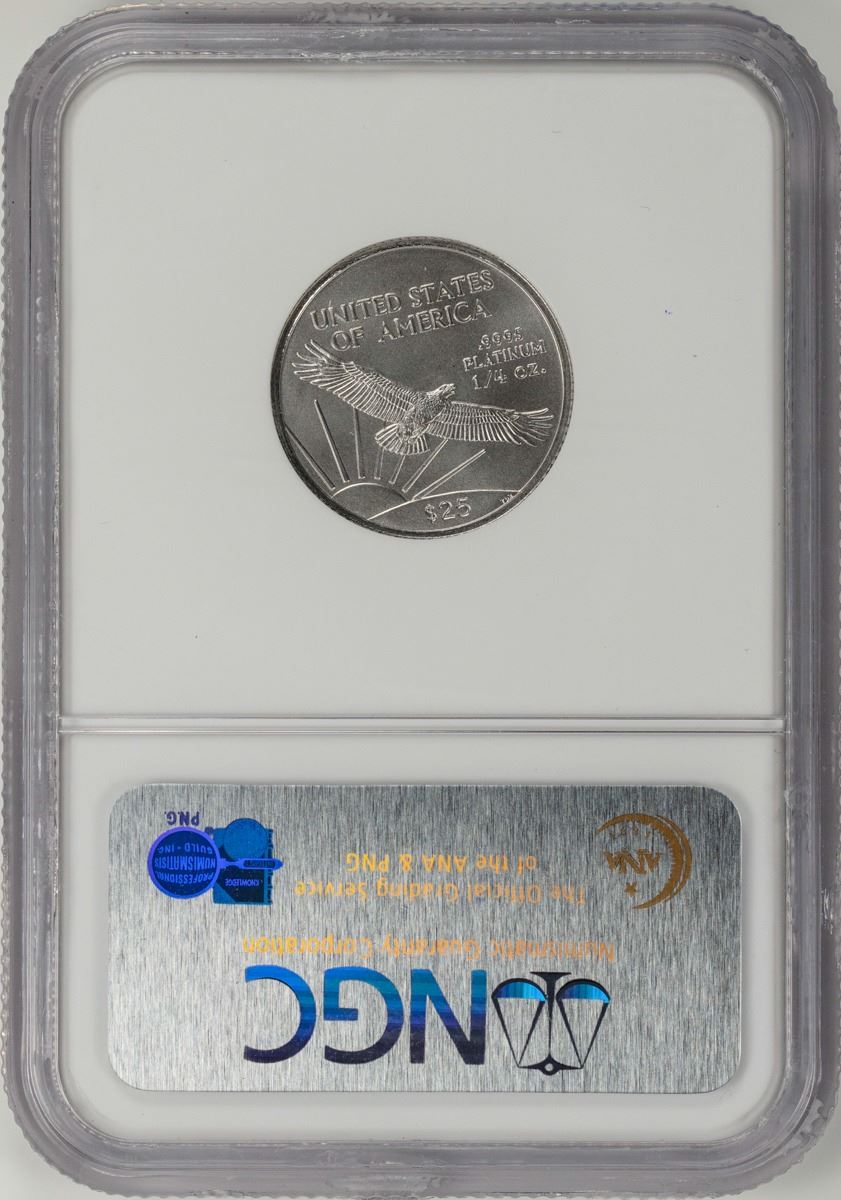 UNITED STATES
OF AMERICA
.9995
PLATINUM
1/4 OZ.
$25
NGC
Numismatic Guaranty Corporation
The Official Grading Service
of the ANA & PNG
ANA
PROFESSIONAL
NUMISMATISTS
GUILD - INC.
KNOWLEDGE
P.N.G.